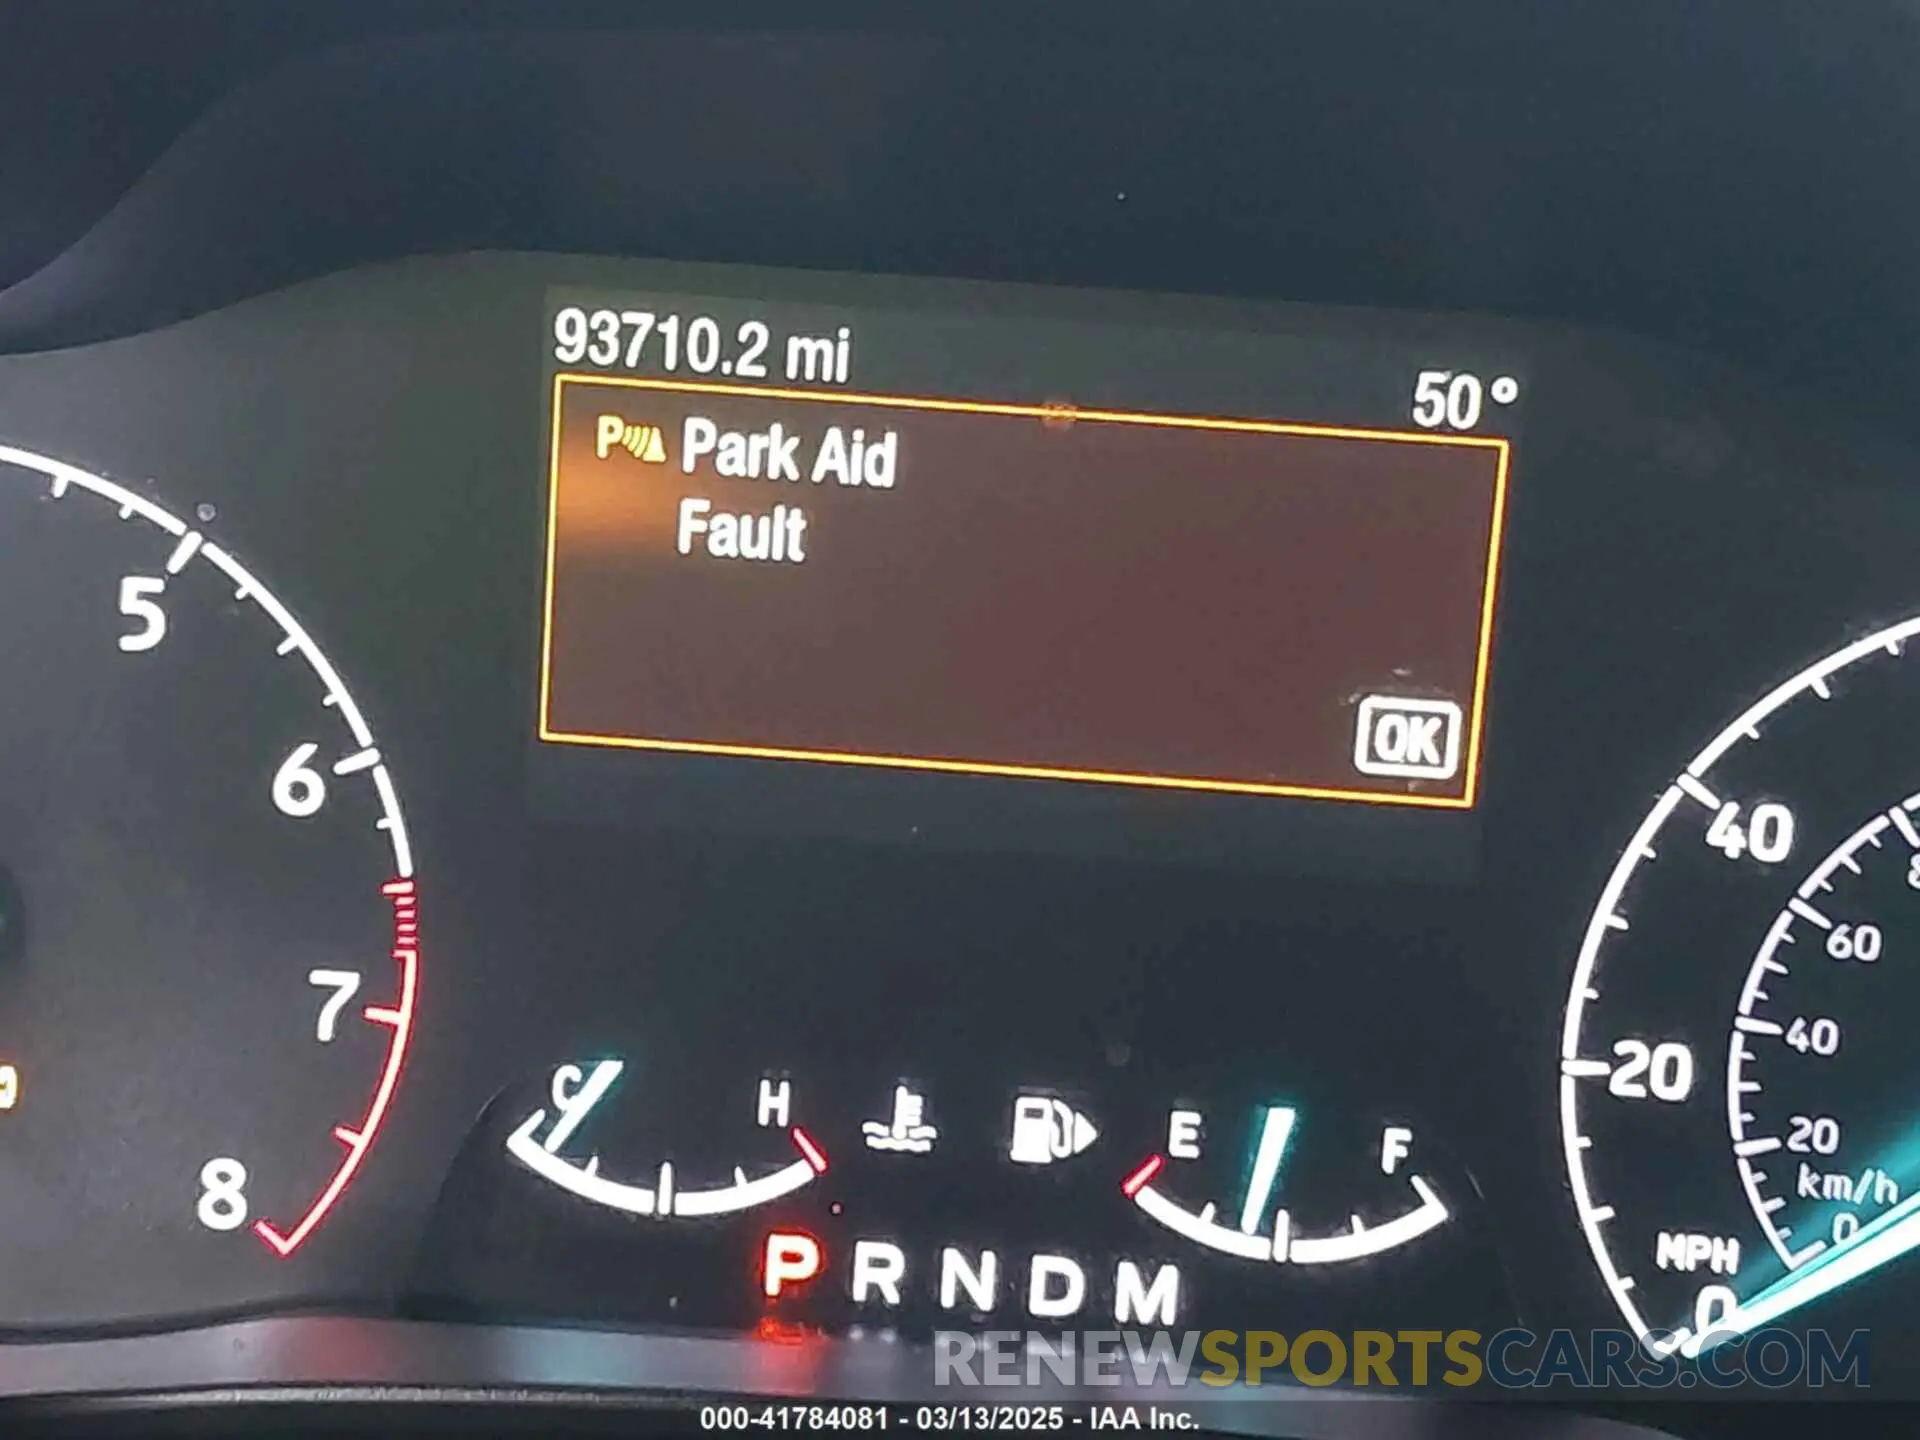 93710.2 mi
50°
P Park Aid
Fault
OK
5
6
7
8
C H E F
P R N D M
40
20
MPH
0
60
40
20
km/h
0
RENEWSPORTSCARS.COM
000-41784081 - 03/13/2025 - IAA Inc.